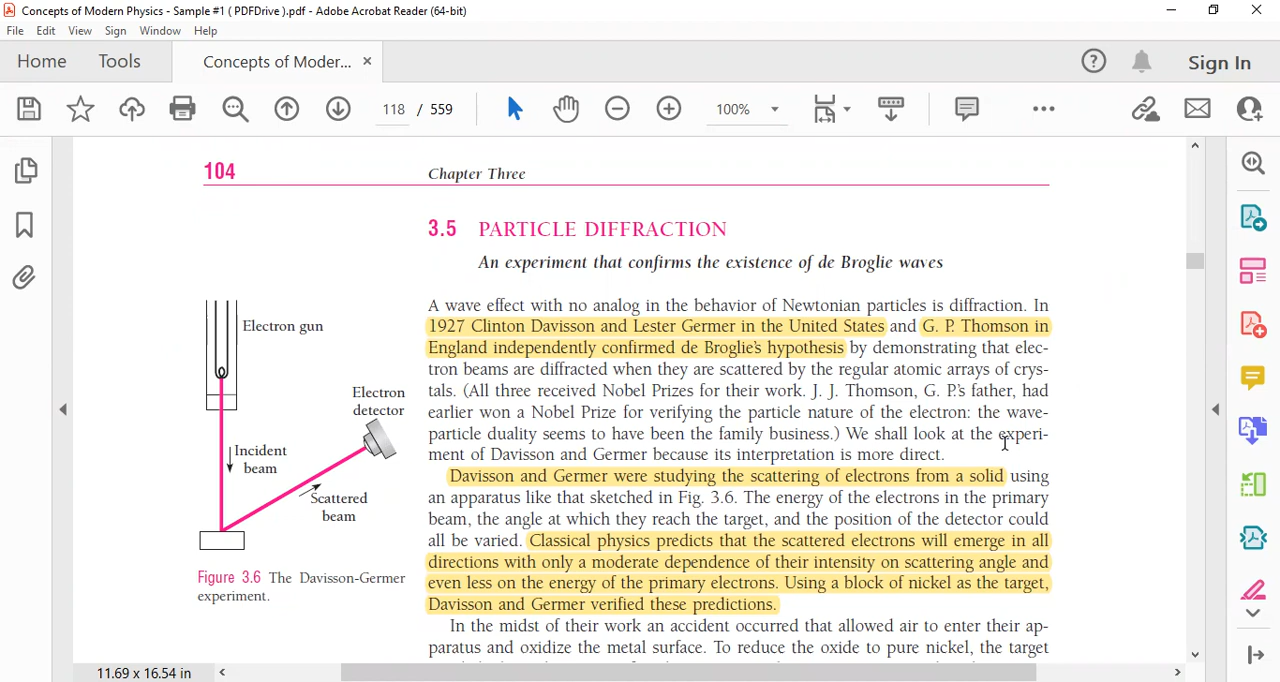 Concepts of Modern Physics - Sample #1 ( PDFDrive ).pdf - Adobe Acrobat Reader (64-bit)
File Edit View Sign Window Help
Home Tools Concepts of Moder... × Sign In
118 / 559 100%
104 Chapter Three
3.5 PARTICLE DIFFRACTION
An experiment that confirms the existence of de Broglie waves
A wave effect with no analog in the behavior of Newtonian particles is diffraction. In
1927 Clinton Davisson and Lester Germer in the United States and G. P. Thomson in
England independently confirmed de Broglie's hypothesis by demonstrating that elec-
tron beams are diffracted when they are scattered by the regular atomic arrays of crys-
tals. (All three received Nobel Prizes for their work. J. J. Thomson, G. P.'s father, had
earlier won a Nobel Prize for verifying the particle nature of the electron: the wave-
particle duality seems to have been the family business.) We shall look at the experi-
ment of Davisson and Germer because its interpretation is more direct.
Davisson and Germer were studying the scattering of electrons from a solid using
an apparatus like that sketched in Fig. 3.6. The energy of the electrons in the primary
beam, the angle at which they reach the target, and the position of the detector could
all be varied. Classical physics predicts that the scattered electrons will emerge in all
directions with only a moderate dependence of their intensity on scattering angle and
even less on the energy of the primary electrons. Using a block of nickel as the target,
Davisson and Germer verified these predictions.
In the midst of their work an accident occurred that allowed air to enter their ap-
paratus and oxidize the metal surface. To reduce the oxide to pure nickel, the target
Electron gun
Electron
detector
Incident
beam
Scattered
beam
Figure 3.6 The Davisson-Germer
experiment.
11.69 x 16.54 in